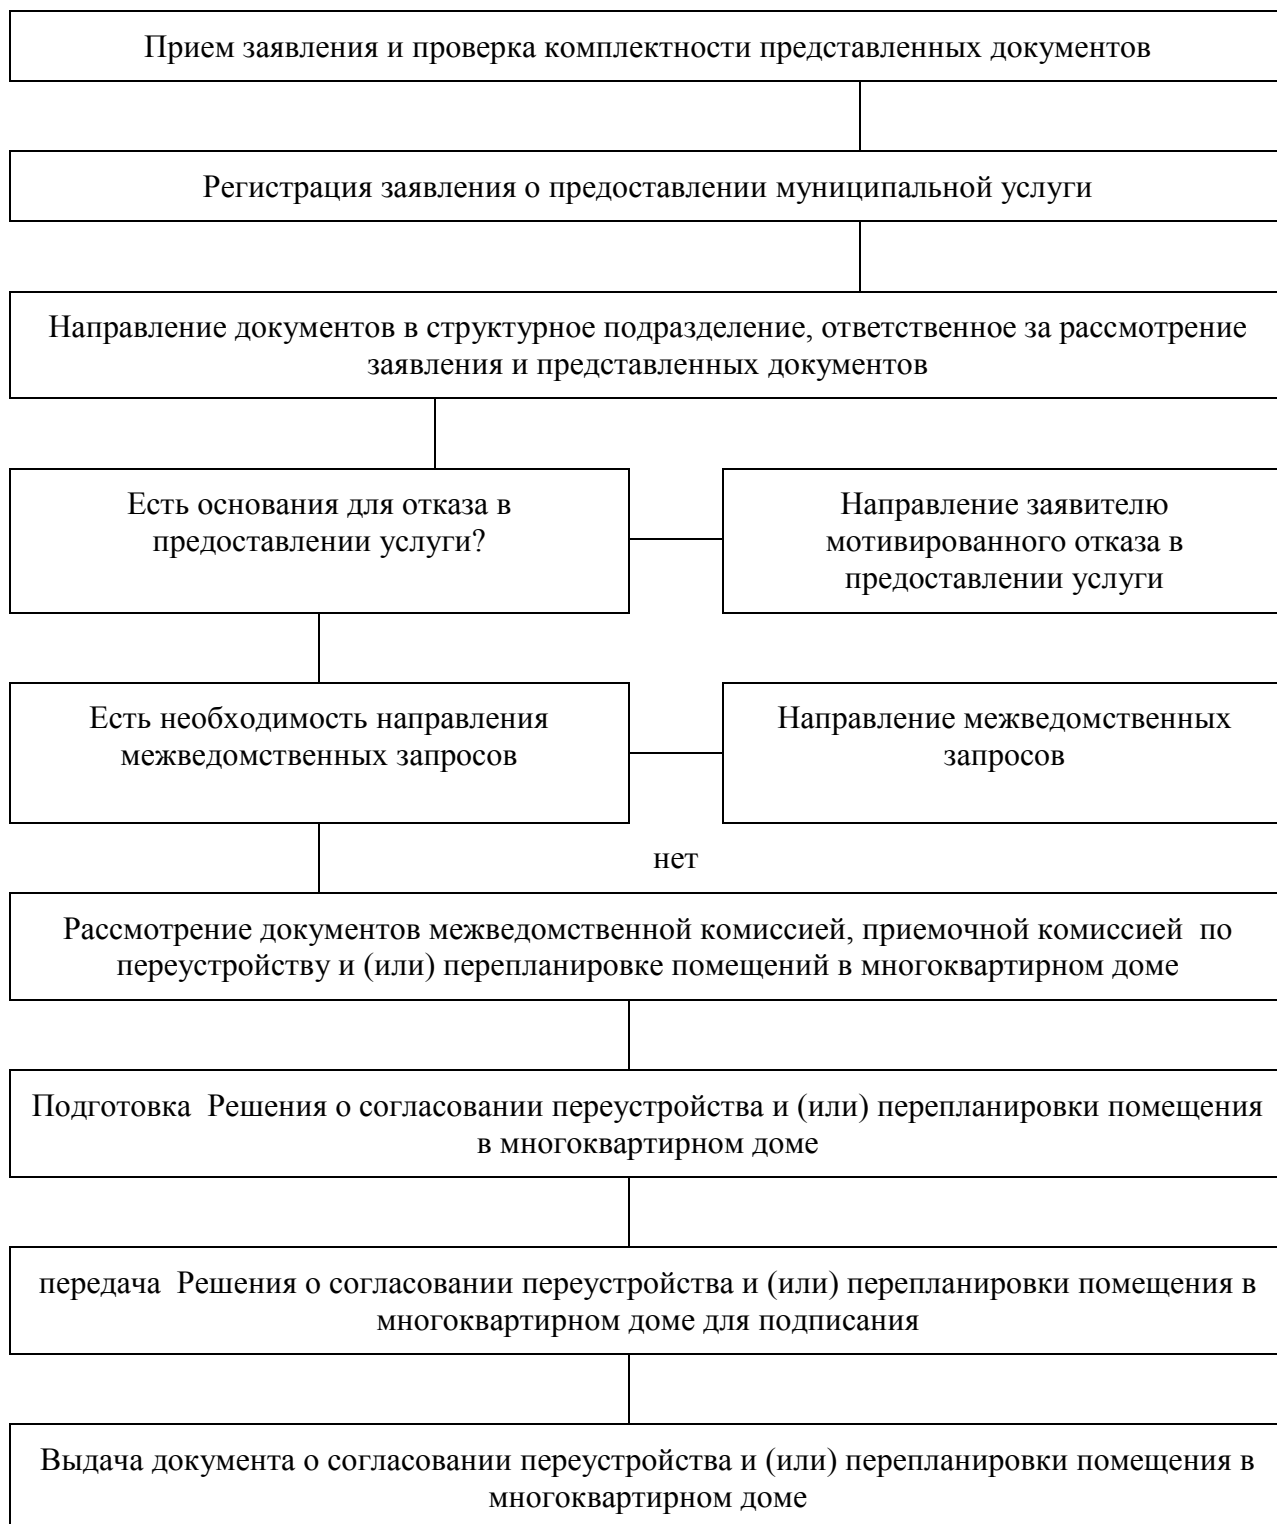 Прием заявления и проверка комплектности представленных документов
Регистрация заявления о предоставлении муниципальной услуги
Направление документов в структурное подразделение, ответственное за рассмотрение
заявления и представленных документов
Есть основания для отказа в
предоставлении услуги?
Направление заявителю
мотивированного отказа в
предоставлении услуги
Есть необходимость направления
межведомственных запросов
Направление межведомственных
запросов
нет
Рассмотрение документов межведомственной комиссией, приемочной комиссией  по
переустройству и (или) перепланировке помещений в многоквартирном доме
Подготовка  Решения о согласовании переустройства и (или) перепланировки помещения
в многоквартирном доме
передача  Решения о согласовании переустройства и (или) перепланировки помещения в
многоквартирном доме для подписания
Выдача документа о согласовании переустройства и (или) перепланировки помещения в
многоквартирном доме